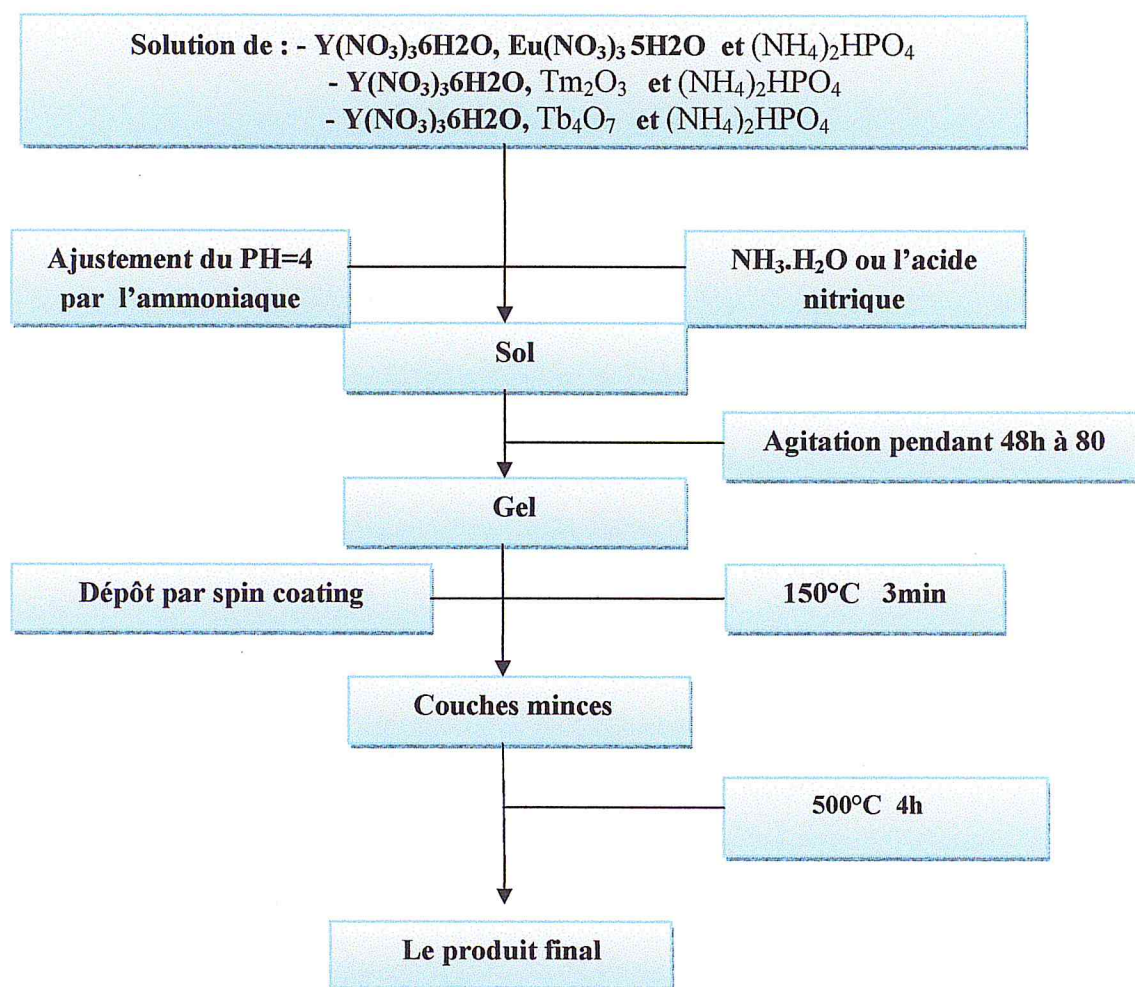 Solution de : - Y(NO₃)₃6H2O, Eu(NO₃)₃ 5H2O et (NH₄)₂HPO₄
- Y(NO₃)₃6H2O, Tm₂O₃ et (NH₄)₂HPO₄
- Y(NO₃)₃6H2O, Tb₄O₇ et (NH₄)₂HPO₄
Ajustement du PH=4
par l'ammoniaque
NH₃.H₂O ou l'acide
nitrique
Sol
Agitation pendant 48h à 80
Gel
Dépôt par spin coating
150°C 3min
Couches minces
500°C 4h
Le produit final